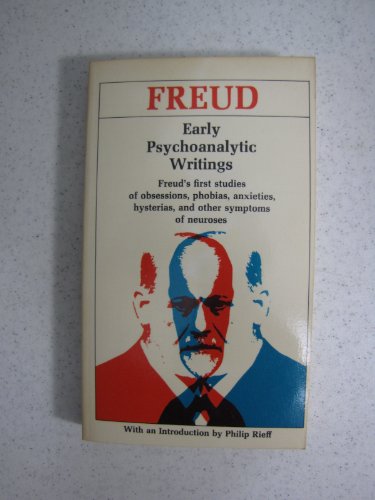 FREUD
Early
Psychoanalytic
Writings
Freud's first studies
of obsessions, phobias, anxieties,
hysterias, and other symptoms
of neuroses
With an Introduction by Philip Rieff